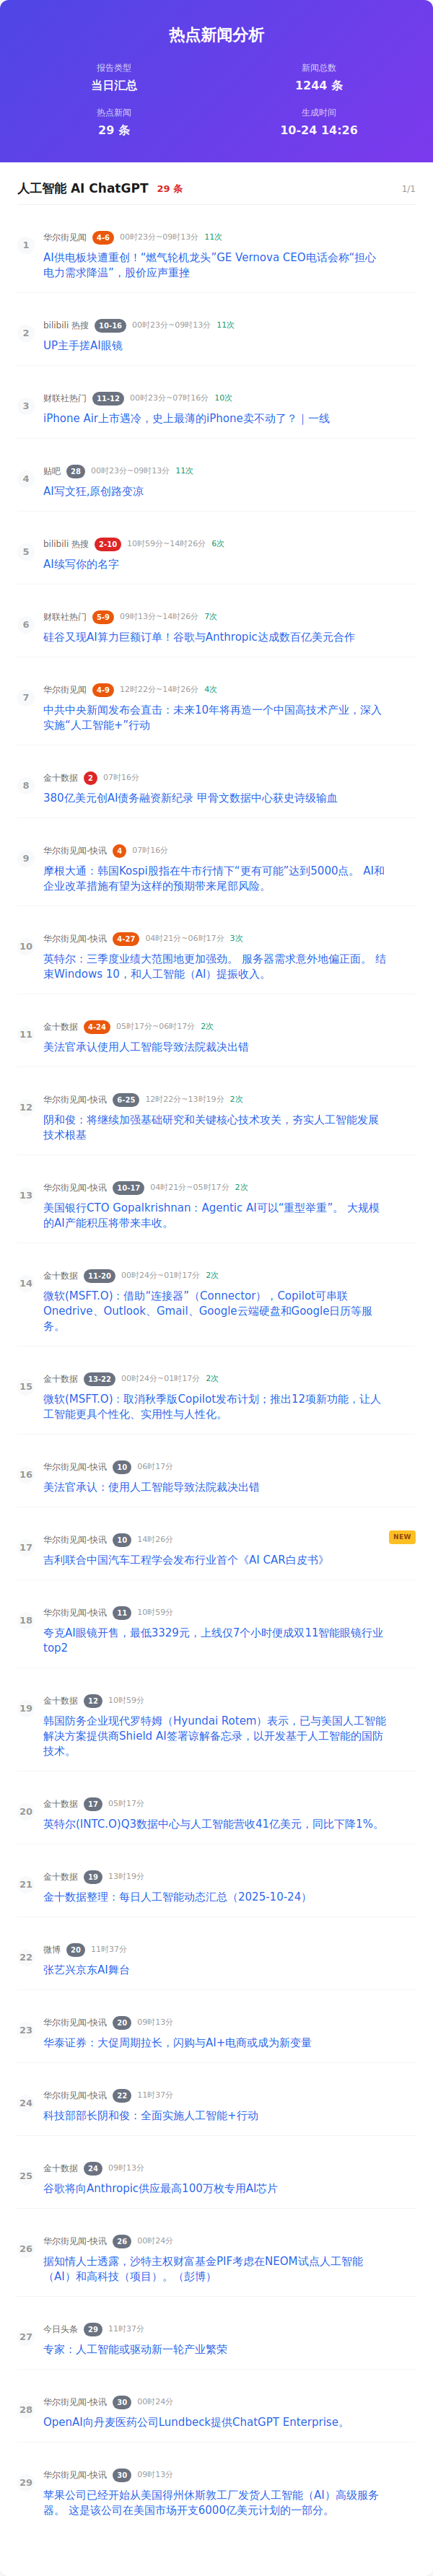 热点新闻分析
报告类型
新闻总数
当日汇总
1244 条
热点新闻
生成时间
29 条
10-24 14:26
人工智能 AI ChatGPT 29 条 1/1
1
华尔街见闻 4-6 00时23分~09时13分 11次
AI供电板块遭重创！“燃气轮机龙头”GE Vernova CEO电话会称“担心
电力需求降温”，股价应声重挫
2
bilibili 热搜 10-16 00时23分~09时13分 11次
UP主手搓AI眼镜
3
财联社热门 11-12 00时23分~07时16分 10次
iPhone Air上市遇冷，史上最薄的iPhone卖不动了？｜一线
4
贴吧 28 00时23分~09时13分 11次
AI写文狂,原创路变凉
5
bilibili 热搜 2-10 10时59分~14时26分 6次
AI续写你的名字
6
财联社热门 5-9 09时13分~14时26分 7次
硅谷又现AI算力巨额订单！谷歌与Anthropic达成数百亿美元合作
7
华尔街见闻 4-9 12时22分~14时26分 4次
中共中央新闻发布会直击：未来10年将再造一个中国高技术产业，深入
实施“人工智能+”行动
8
金十数据 2 07时16分
380亿美元创AI债务融资新纪录 甲骨文数据中心获史诗级输血
9
华尔街见闻-快讯 4 07时16分
摩根大通：韩国Kospi股指在牛市行情下“更有可能”达到5000点。 AI和
企业改革措施有望为这样的预期带来尾部风险。
10
华尔街见闻-快讯 4-27 04时21分~06时17分 3次
英特尔：三季度业绩大范围地更加强劲。 服务器需求意外地偏正面。 结
束Windows 10，和人工智能（AI）提振收入。
11
金十数据 4-24 05时17分~06时17分 2次
美法官承认使用人工智能导致法院裁决出错
12
华尔街见闻-快讯 6-25 12时22分~13时19分 2次
阴和俊：将继续加强基础研究和关键核心技术攻关，夯实人工智能发展
技术根基
13
华尔街见闻-快讯 10-17 04时21分~05时17分 2次
美国银行CTO Gopalkrishnan：Agentic AI可以“重型举重”。 大规模
的AI产能积压将带来丰收。
14
金十数据 11-20 00时24分~01时17分 2次
微软(MSFT.O)：借助“连接器”（Connector），Copilot可串联
Onedrive、Outlook、Gmail、Google云端硬盘和Google日历等服
务。
15
金十数据 13-22 00时24分~01时17分 2次
微软(MSFT.O)：取消秋季版Copilot发布计划；推出12项新功能，让人
工智能更具个性化、实用性与人性化。
16
华尔街见闻-快讯 10 06时17分
美法官承认：使用人工智能导致法院裁决出错
17
华尔街见闻-快讯 10 14时26分 NEW
吉利联合中国汽车工程学会发布行业首个《AI CAR白皮书》
18
华尔街见闻-快讯 11 10时59分
夸克AI眼镜开售，最低3329元，上线仅7个小时便成双11智能眼镜行业
top2
19
金十数据 12 10时59分
韩国防务企业现代罗特姆（Hyundai Rotem）表示，已与美国人工智能
解决方案提供商Shield AI签署谅解备忘录，以开发基于人工智能的国防
技术。
20
金十数据 17 05时17分
英特尔(INTC.O)Q3数据中心与人工智能营收41亿美元，同比下降1%。
21
金十数据 19 13时19分
金十数据整理：每日人工智能动态汇总（2025-10-24）
22
微博 20 11时37分
张艺兴京东AI舞台
23
华尔街见闻-快讯 20 09时13分
华泰证券：大促周期拉长，闪购与AI+电商或成为新变量
24
华尔街见闻-快讯 22 11时37分
科技部部长阴和俊：全面实施人工智能+行动
25
金十数据 24 09时13分
谷歌将向Anthropic供应最高100万枚专用AI芯片
26
华尔街见闻-快讯 26 00时24分
据知情人士透露，沙特主权财富基金PIF考虑在NEOM试点人工智能
（AI）和高科技（项目）。（彭博）
27
今日头条 29 11时37分
专家：人工智能或驱动新一轮产业繁荣
28
华尔街见闻-快讯 30 00时24分
OpenAI向丹麦医药公司Lundbeck提供ChatGPT Enterprise。
29
华尔街见闻-快讯 30 09时13分
苹果公司已经开始从美国得州休斯敦工厂发货人工智能（AI）高级服务
器。 这是该公司在美国市场开支6000亿美元计划的一部分。